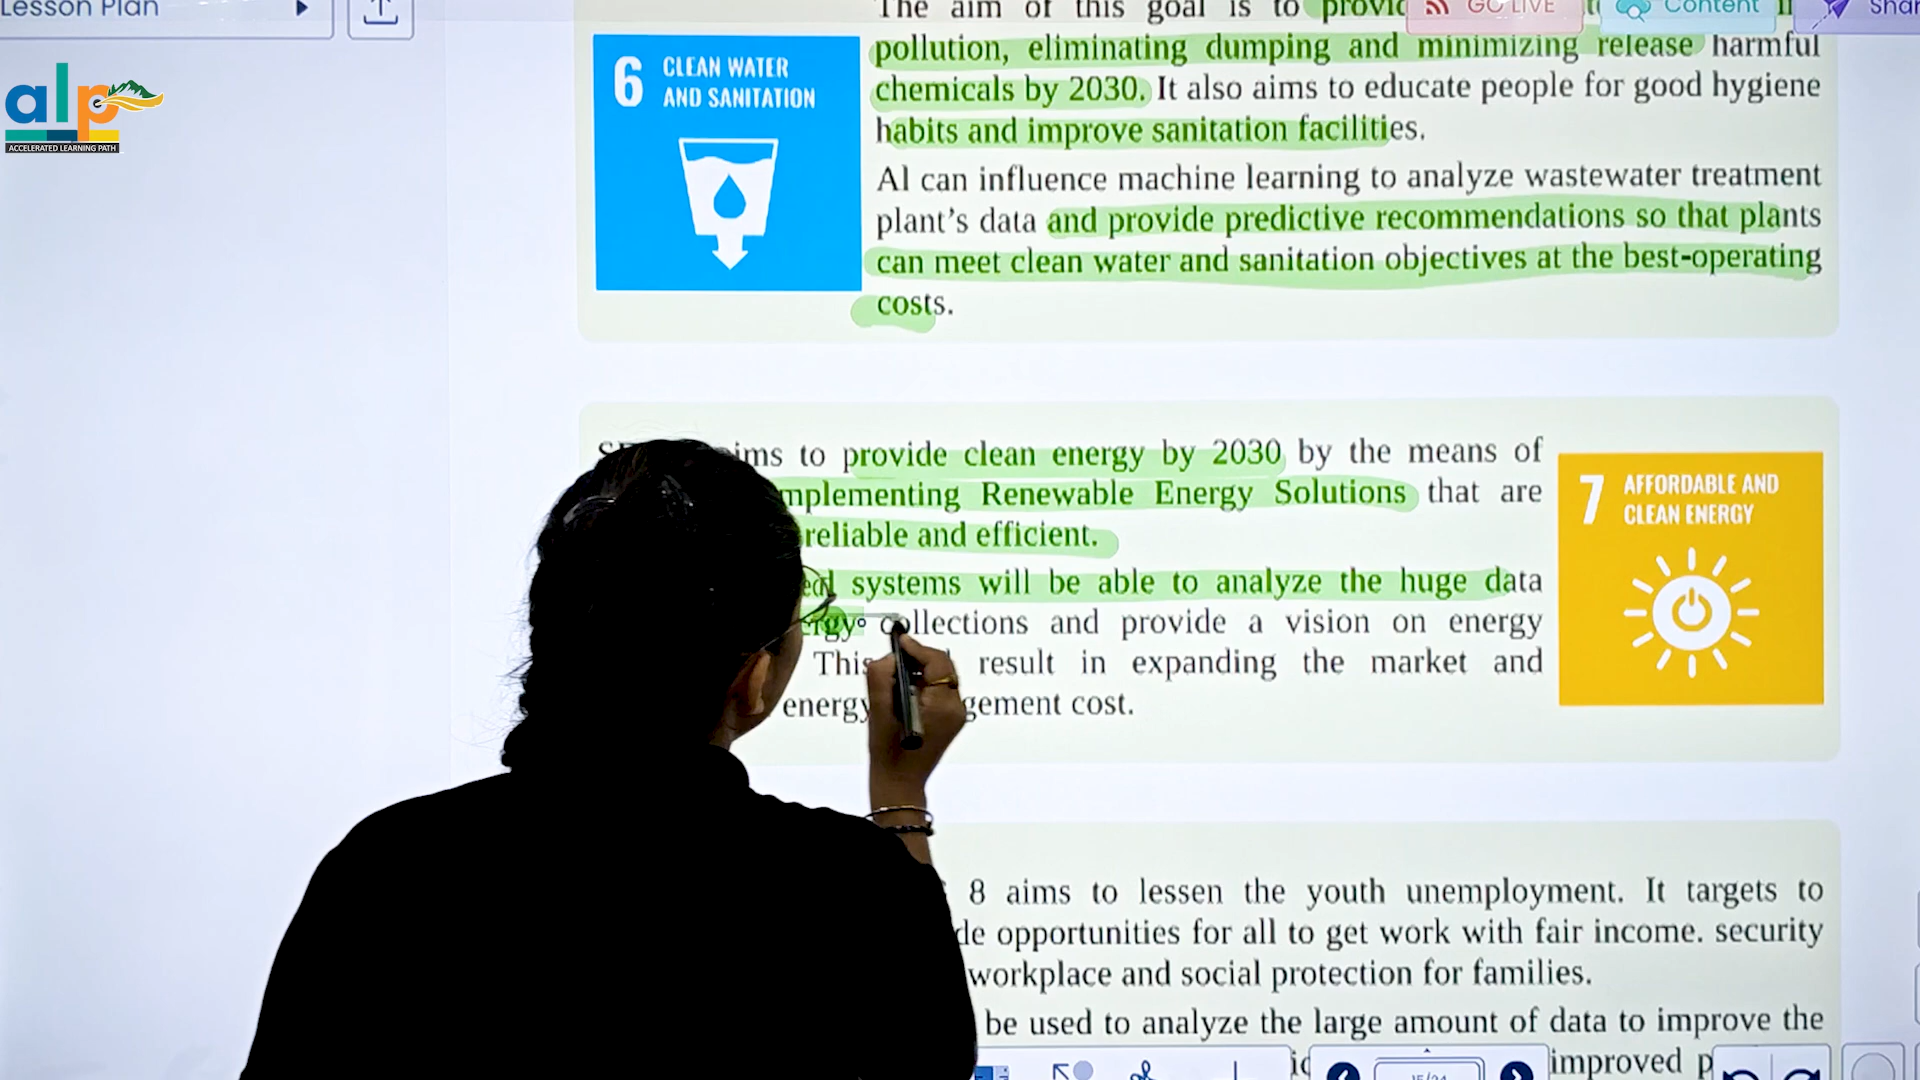 Lesson Plan
The aim of this goal is to
GO LIVE
Content
alp
ACCELERATED LEARNING PATH
6 CLEAN WATER
AND SANITATION
pollution, eliminating dumping and minimizing release harmful
chemicals by 2030. It also aims to educate people for good hygiene
habits and improve sanitation facilities.
AI can influence machine learning to analyze wastewater treatment
plant's data and provide predictive recommendations so that plants
can meet clean water and sanitation objectives at the best-operating
costs.
to provide clean energy by 2030 by the means of
Renewable Energy Solutions that are
reliable and efficient.
systems will be able to analyze the huge data
collections and provide a vision on energy
This result in expanding the market and
energy cost.
7 AFFORDABLE AND
CLEAN ENERGY
8 aims to lessen the youth unemployment. It targets to
opportunities for all to get work with fair income. security
workplace and social protection for families.
be used to analyze the large amount of data to improve the
improved
15/24